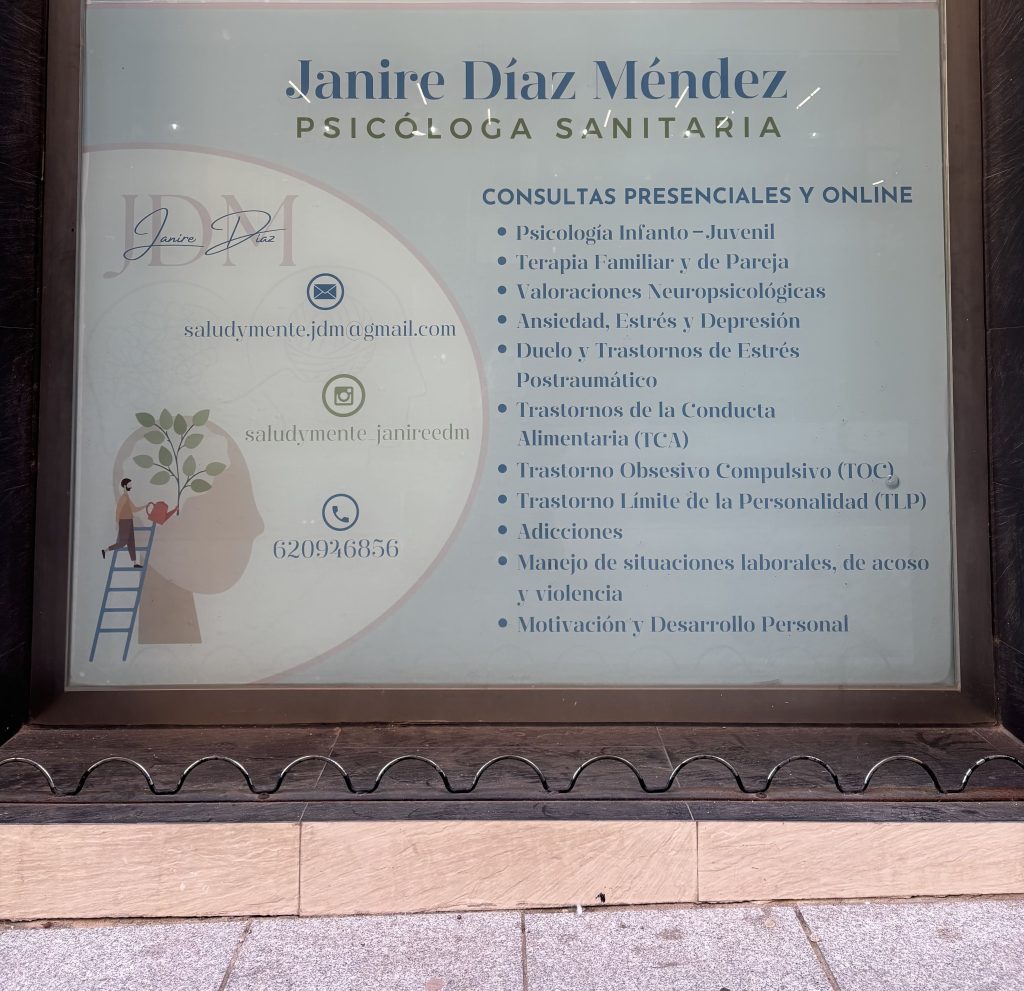 Janire Díaz Méndez
PSICÓLOGA SANITARIA
JDM
Janire Díaz
saludymente.jdm@gmail.com
saludymente_janireedm
620926856
CONSULTAS PRESENCIALES Y ONLINE
• Psicología Infanto-Juvenil
• Terapia Familiar y de Pareja
• Valoraciones Neuropsicológicas
• Ansiedad, Estrés y Depresión
• Duelo y Trastornos de Estrés
Postraumático
• Trastornos de la Conducta
Alimentaria (TCA)
• Trastorno Obsesivo Compulsivo (TOC)
• Trastorno Límite de la Personalidad (TLP)
• Adicciones
• Manejo de situaciones laborales, de acoso
y violencia
• Motivación y Desarrollo Personal